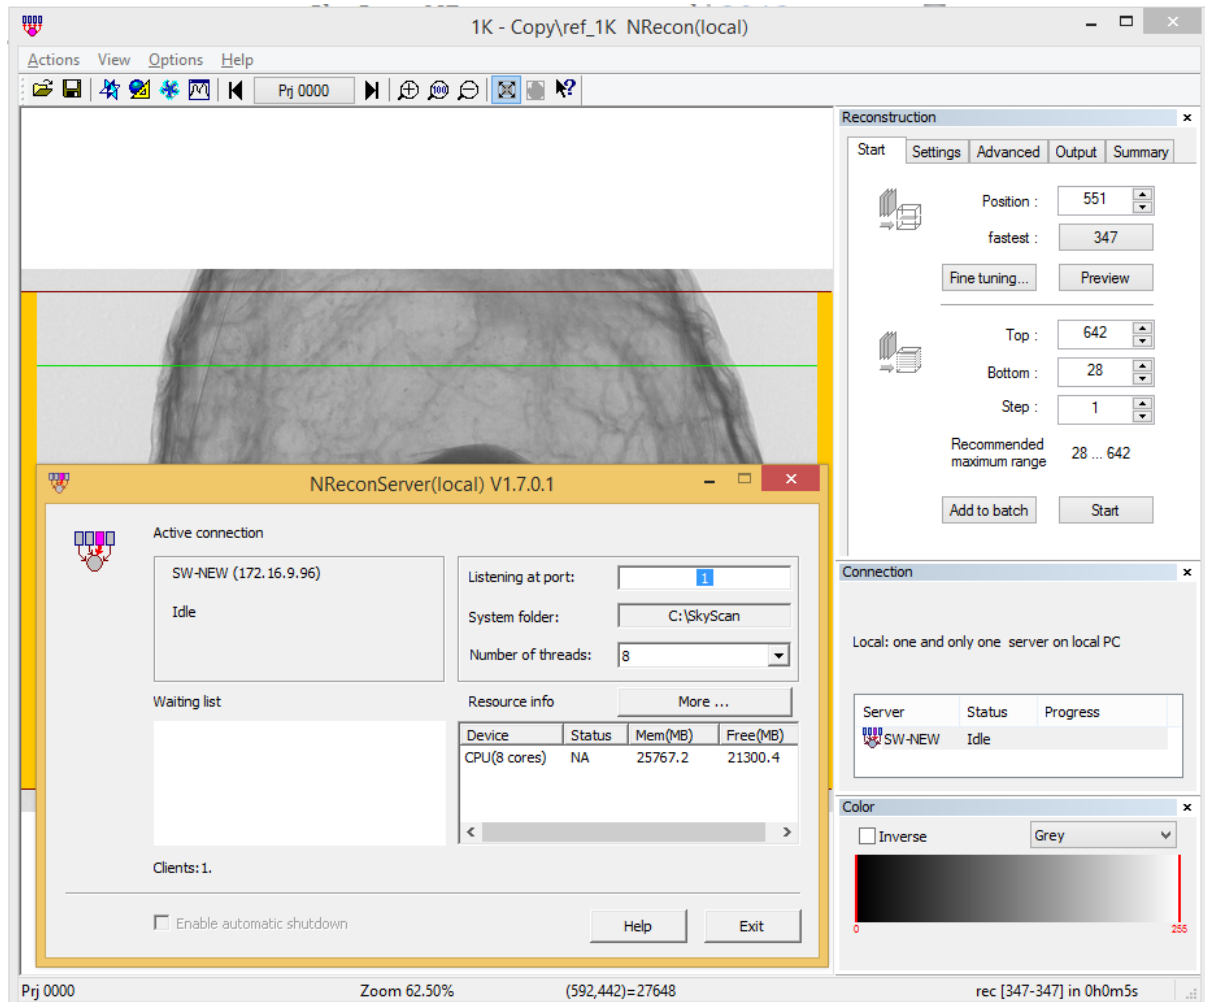 1K - Copy\ref_1K NRecon(local)
Actions View Options Help
Prj 0000 100
Reconstruction
Start Settings Advanced Output Summary
Position : 551
fastest : 347
Fine tuning... Preview
Top : 642
Bottom : 28
Step : 1
Recommended
maximum range 28 ... 642
Add to batch Start
NReconServer(local) V1.7.0.1
Active connection
SW-NEW (172.16.9.96)
Idle
Listening at port: 1
System folder: C:\SkyScan
Number of threads: 8
Waiting list
Resource info More ...
Device Status Mem(MB) Free(MB)
CPU(8 cores) NA 25767.2 21300.4
Clients:1.
Enable automatic shutdown
Help Exit
Connection
Local: one and only one server on local PC
Server Status Progress
SW-NEW Idle
Color
Inverse Grey
0 255
Prj 0000 Zoom 62.50% (592,442)=27648 rec [347-347] in 0h0m5s